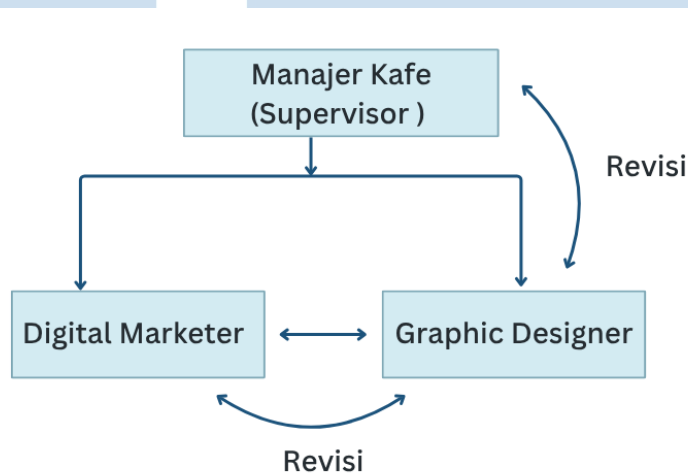 Manajer Kafe
(Supervisor )
Revisi
Digital Marketer
Graphic Designer
Revisi